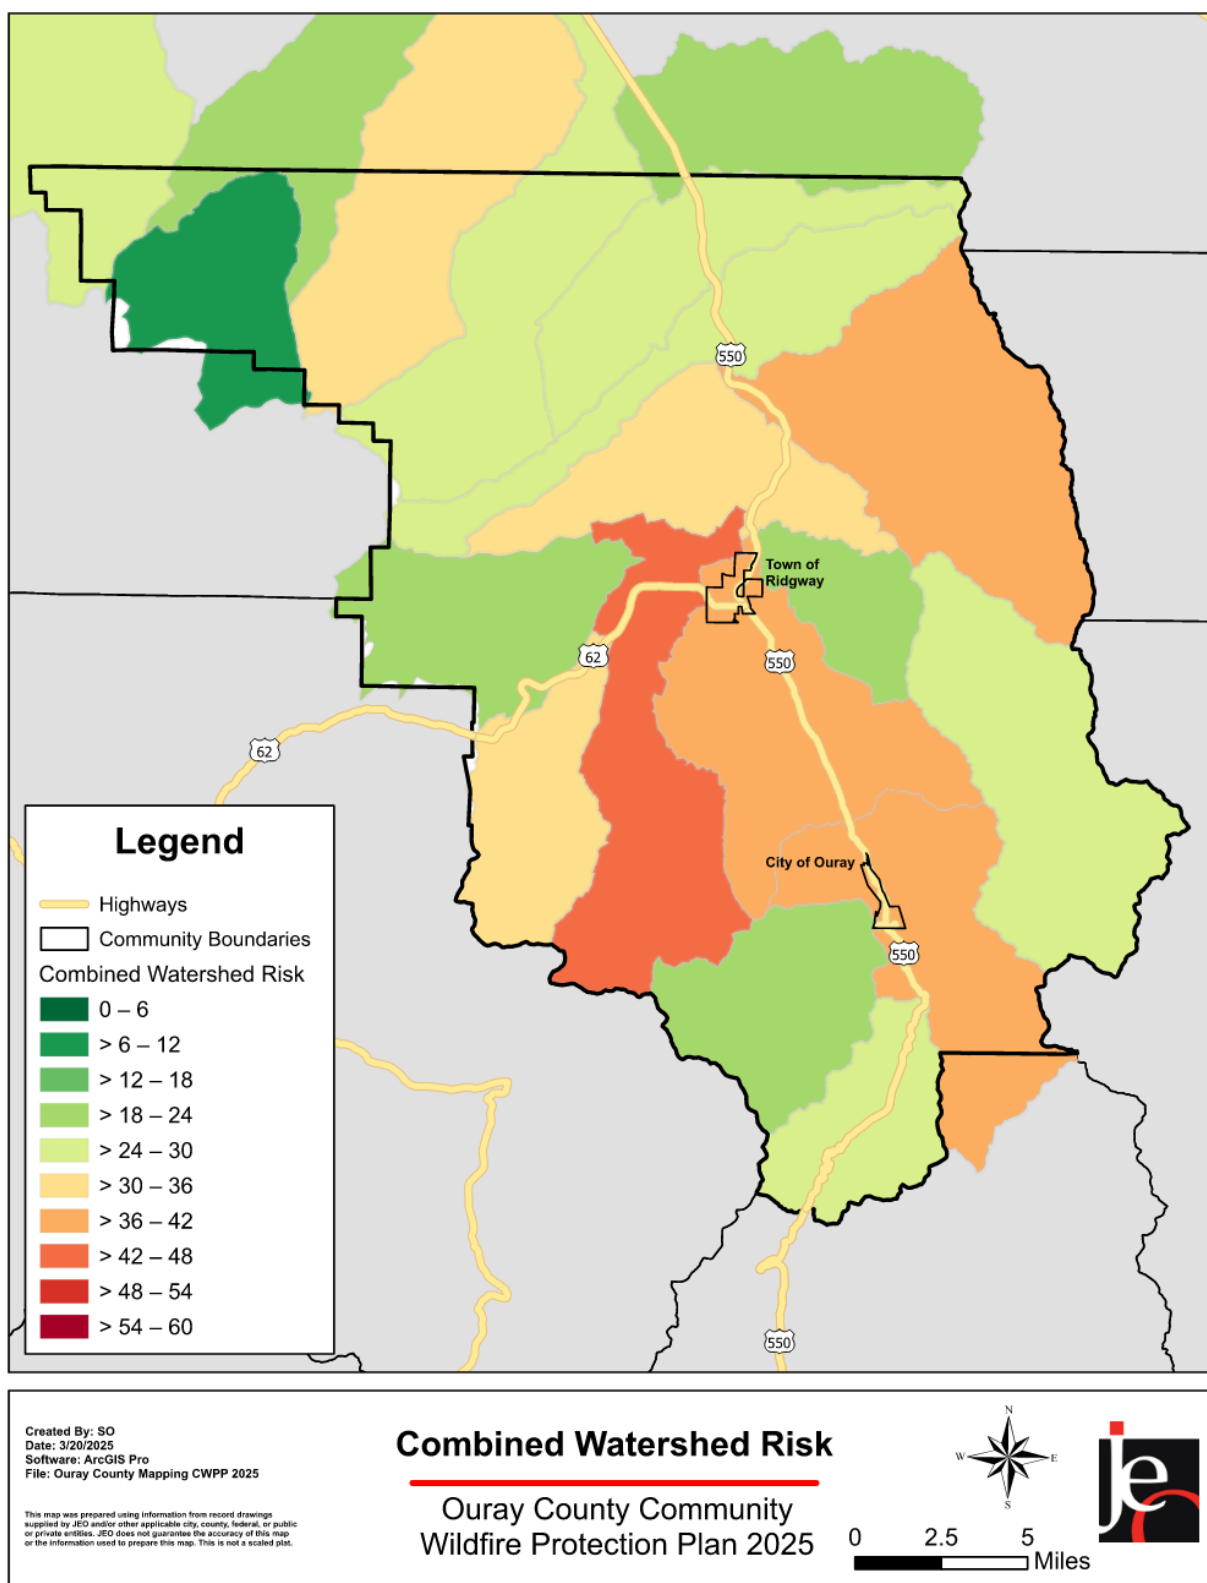 550
Town of
Ridgway
62
550
62
City of Ouray
550
550
Legend
Highways
Community Boundaries
Combined Watershed Risk
0 – 6
> 6 – 12
> 12 – 18
> 18 – 24
> 24 – 30
> 30 – 36
> 36 – 42
> 42 – 48
> 48 – 54
> 54 – 60
Created By: SO
Date: 3/20/2025
Software: ArcGIS Pro
File: Ouray County Mapping CWPP 2025
This map was prepared using information from record drawings
supplied by JEO and/or other applicable city, county, federal, or public
or private entities. JEO does not guarantee the accuracy of this map
or the information used to prepare this map. This is not a scaled plat.
Combined Watershed Risk
Ouray County Community
Wildfire Protection Plan 2025
N
W E
S
0 2.5 5
Miles
jeo